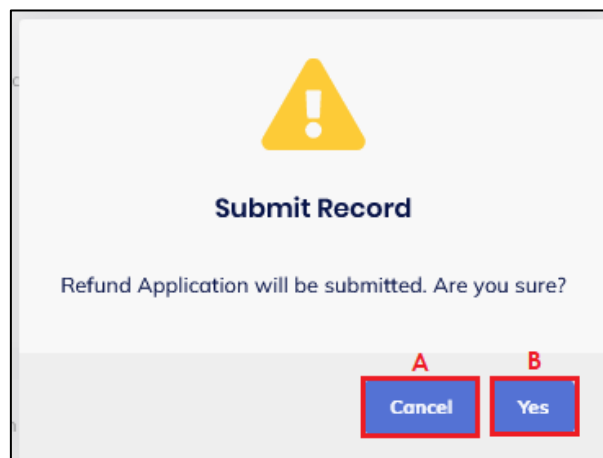 Submit Record
Refund Application will be submitted. Are you sure?
A B
Cancel Yes